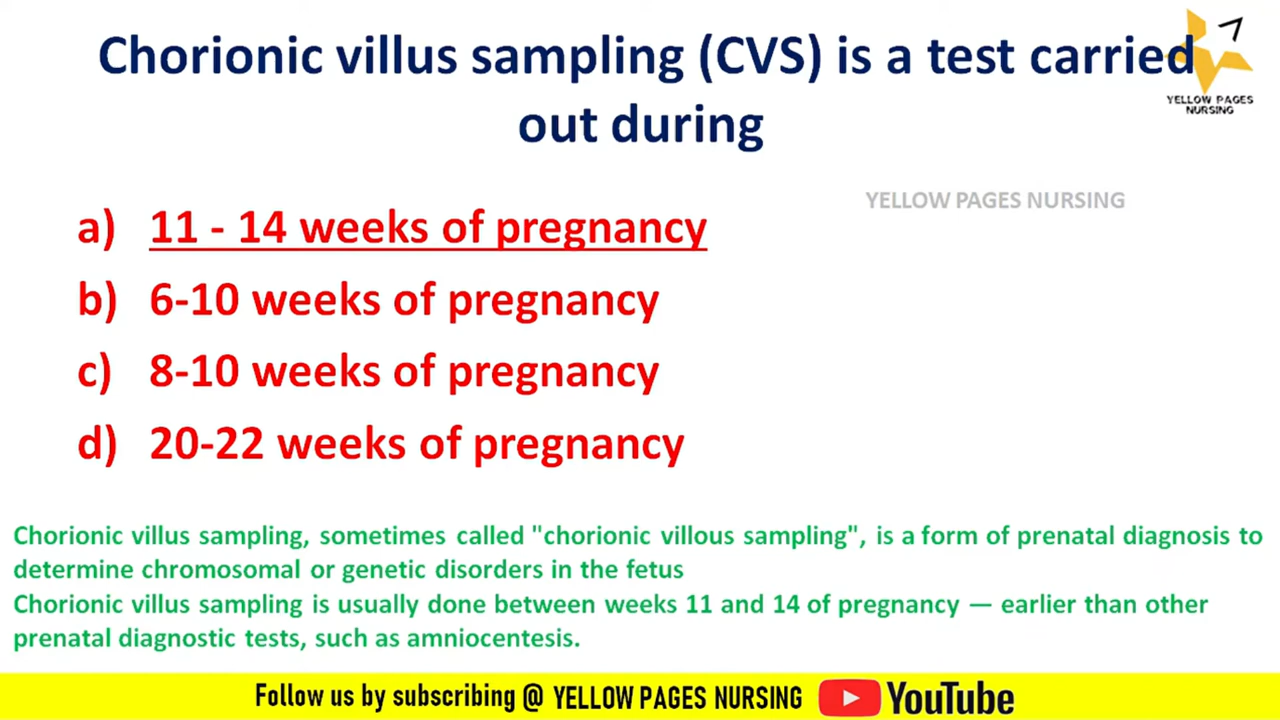 Chorionic villus sampling (CVS) is a test carried
out during
YELLOW PAGES
NURSING
YELLOW PAGES NURSING
a) 11 - 14 weeks of pregnancy
b) 6-10 weeks of pregnancy
c) 8-10 weeks of pregnancy
d) 20-22 weeks of pregnancy
Chorionic villus sampling, sometimes called "chorionic villous sampling", is a form of prenatal diagnosis to
determine chromosomal or genetic disorders in the fetus
Chorionic villus sampling is usually done between weeks 11 and 14 of pregnancy — earlier than other
prenatal diagnostic tests, such as amniocentesis.
Follow us by subscribing @ YELLOW PAGES NURSING YouTube